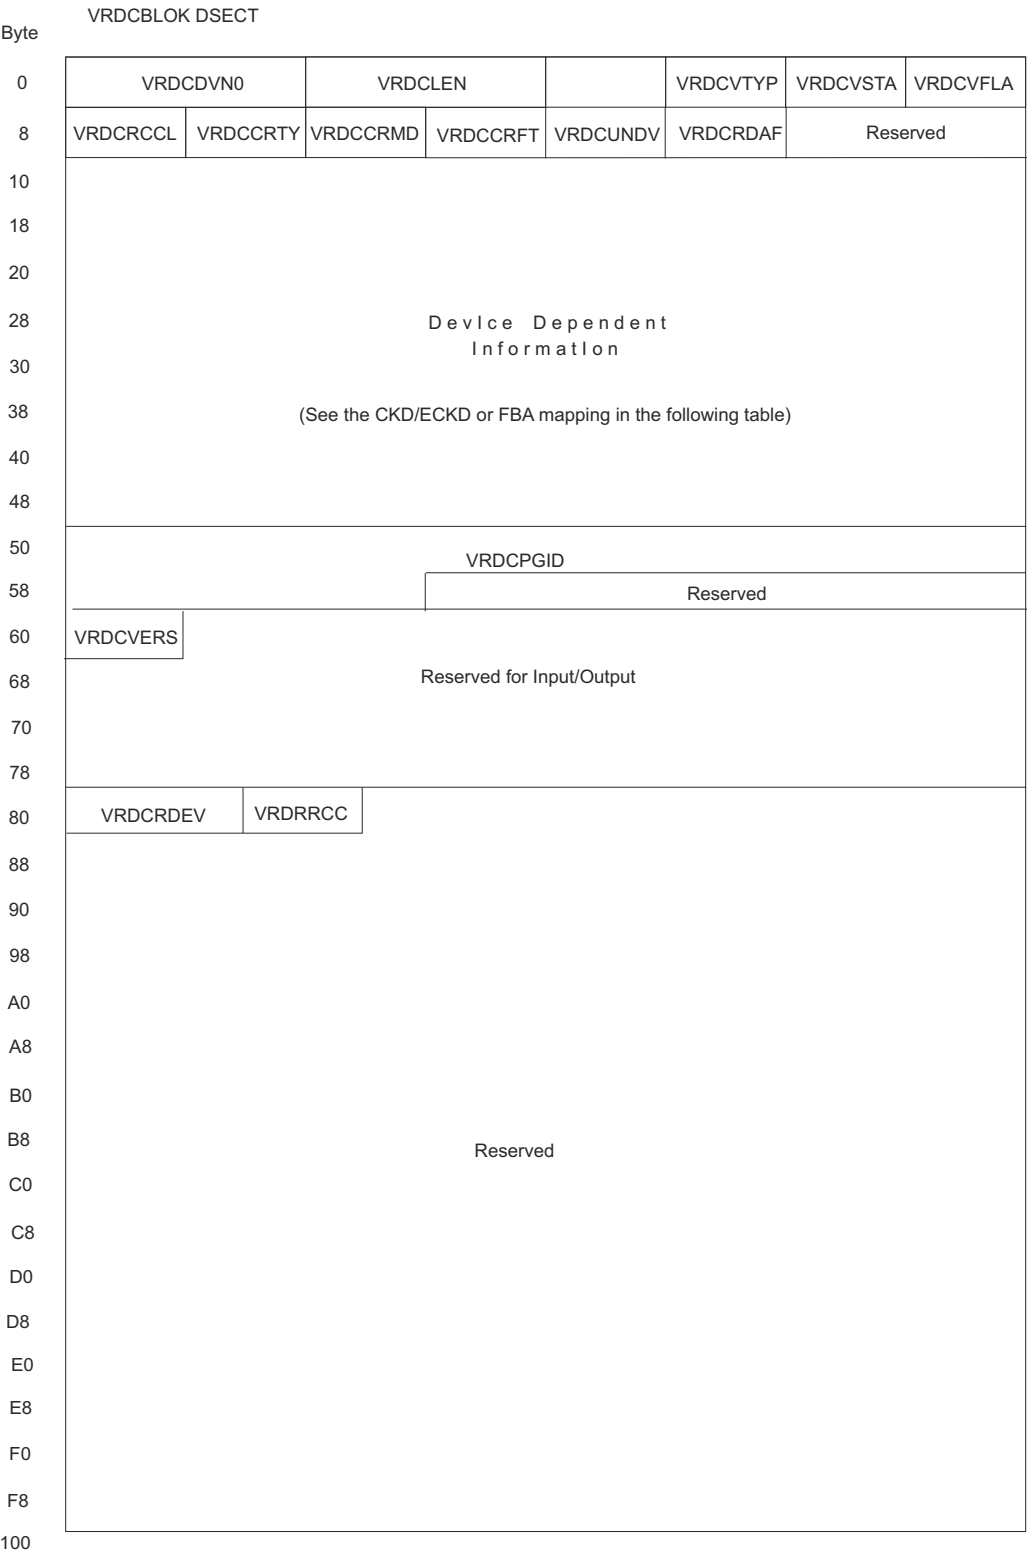 VRDCBLOK DSECT
Byte
0 VRDCDVN0 VRDCLEN VRDCVTYP VRDCVSTA VRDCVFLA
8 VRDCRCCL VRDCCRTY VRDCCRMD VRDCCRFT VRDCUNDV VRDCRDAF Reserved
10
18
20
28 DevIce Dependent
InformatIon
30
38 (See the CKD/ECKD or FBA mapping in the following table)
40
48
50 VRDCPGID
58 Reserved
60 VRDCVERS
68 Reserved for Input/Output
70
78
80 VRDCRDEV VRDRRCC
88
90
98
A0
A8
B0
B8 Reserved
C0
C8
D0
D8
E0
E8
F0
F8
100